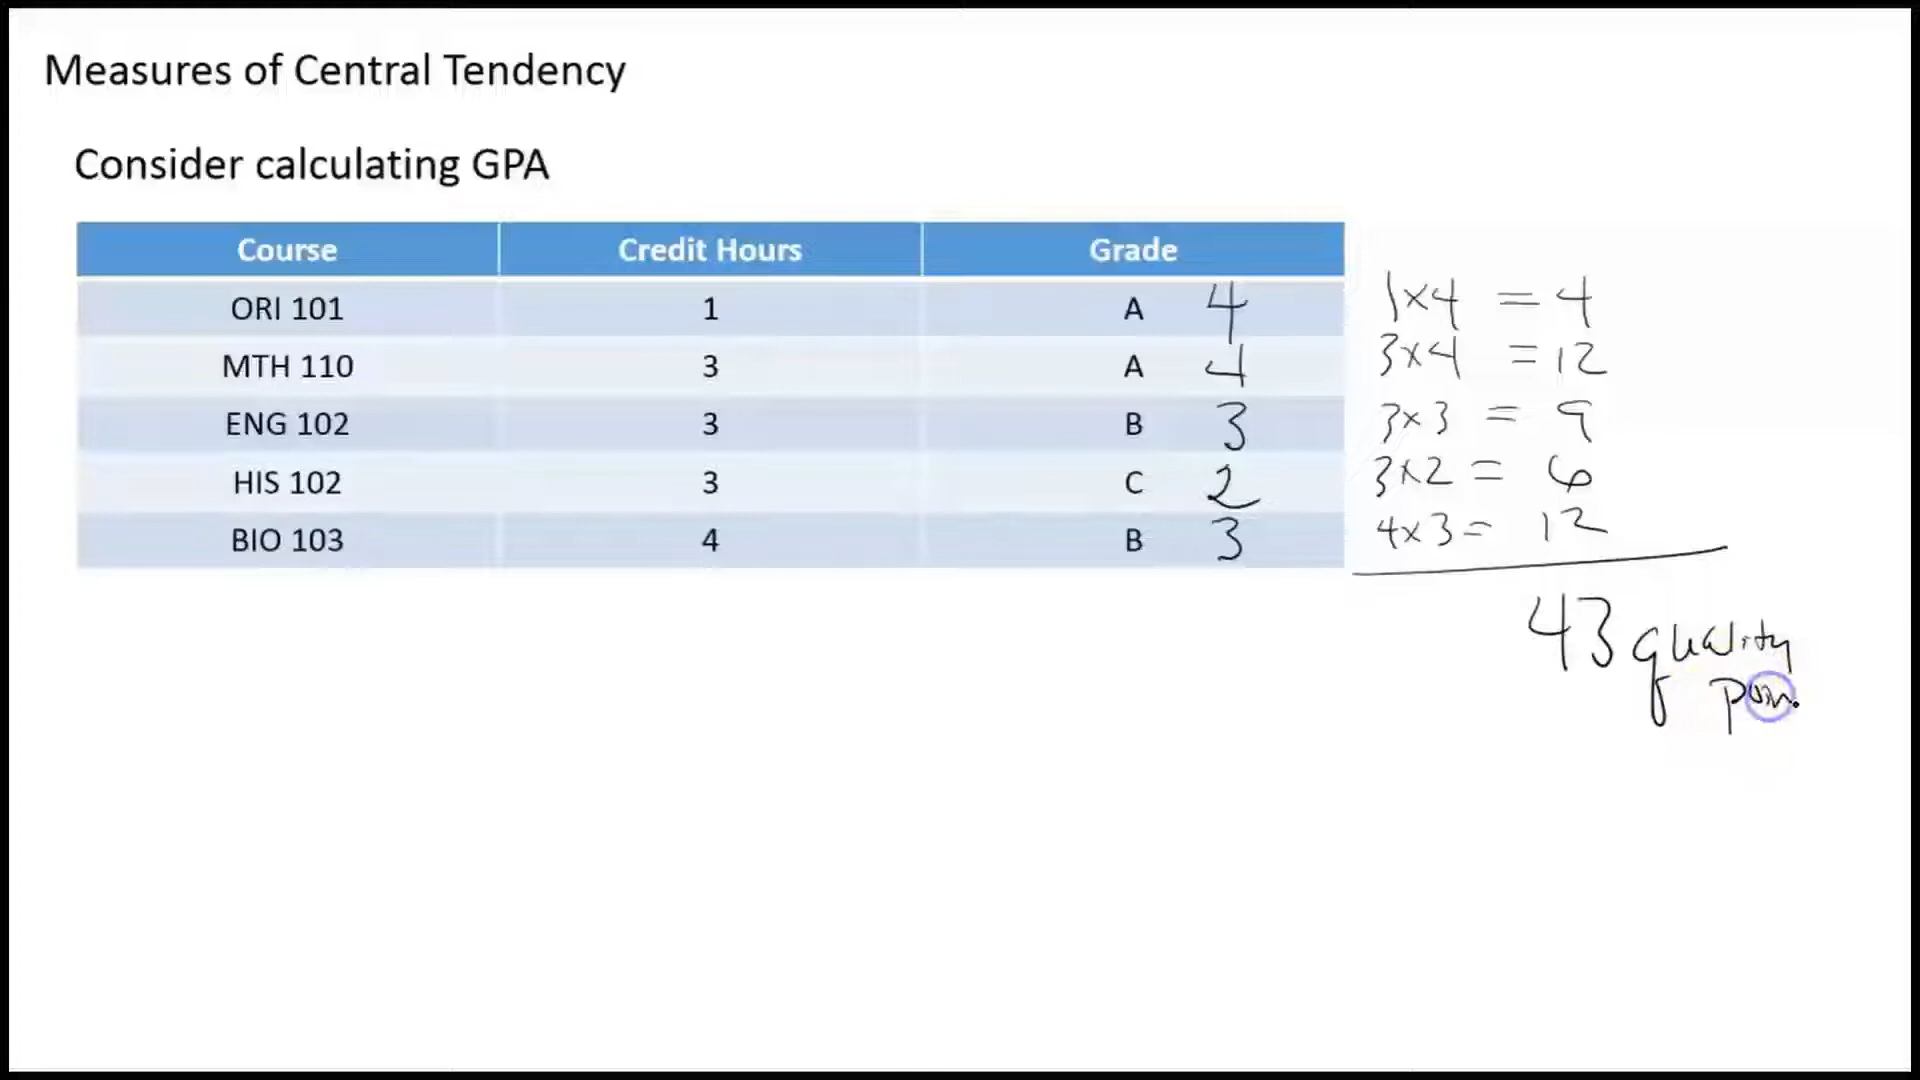 Measures of Central Tendency
Consider calculating GPA
Course Credit Hours Grade
ORI 101 1 A 4 1x4 = 4
MTH 110 3 A 4 3x4 = 12
ENG 102 3 B 3 3x3 = 9
HIS 102 3 C 2 3x2 = 6
BIO 103 4 B 3 4x3 = 12
43 quality